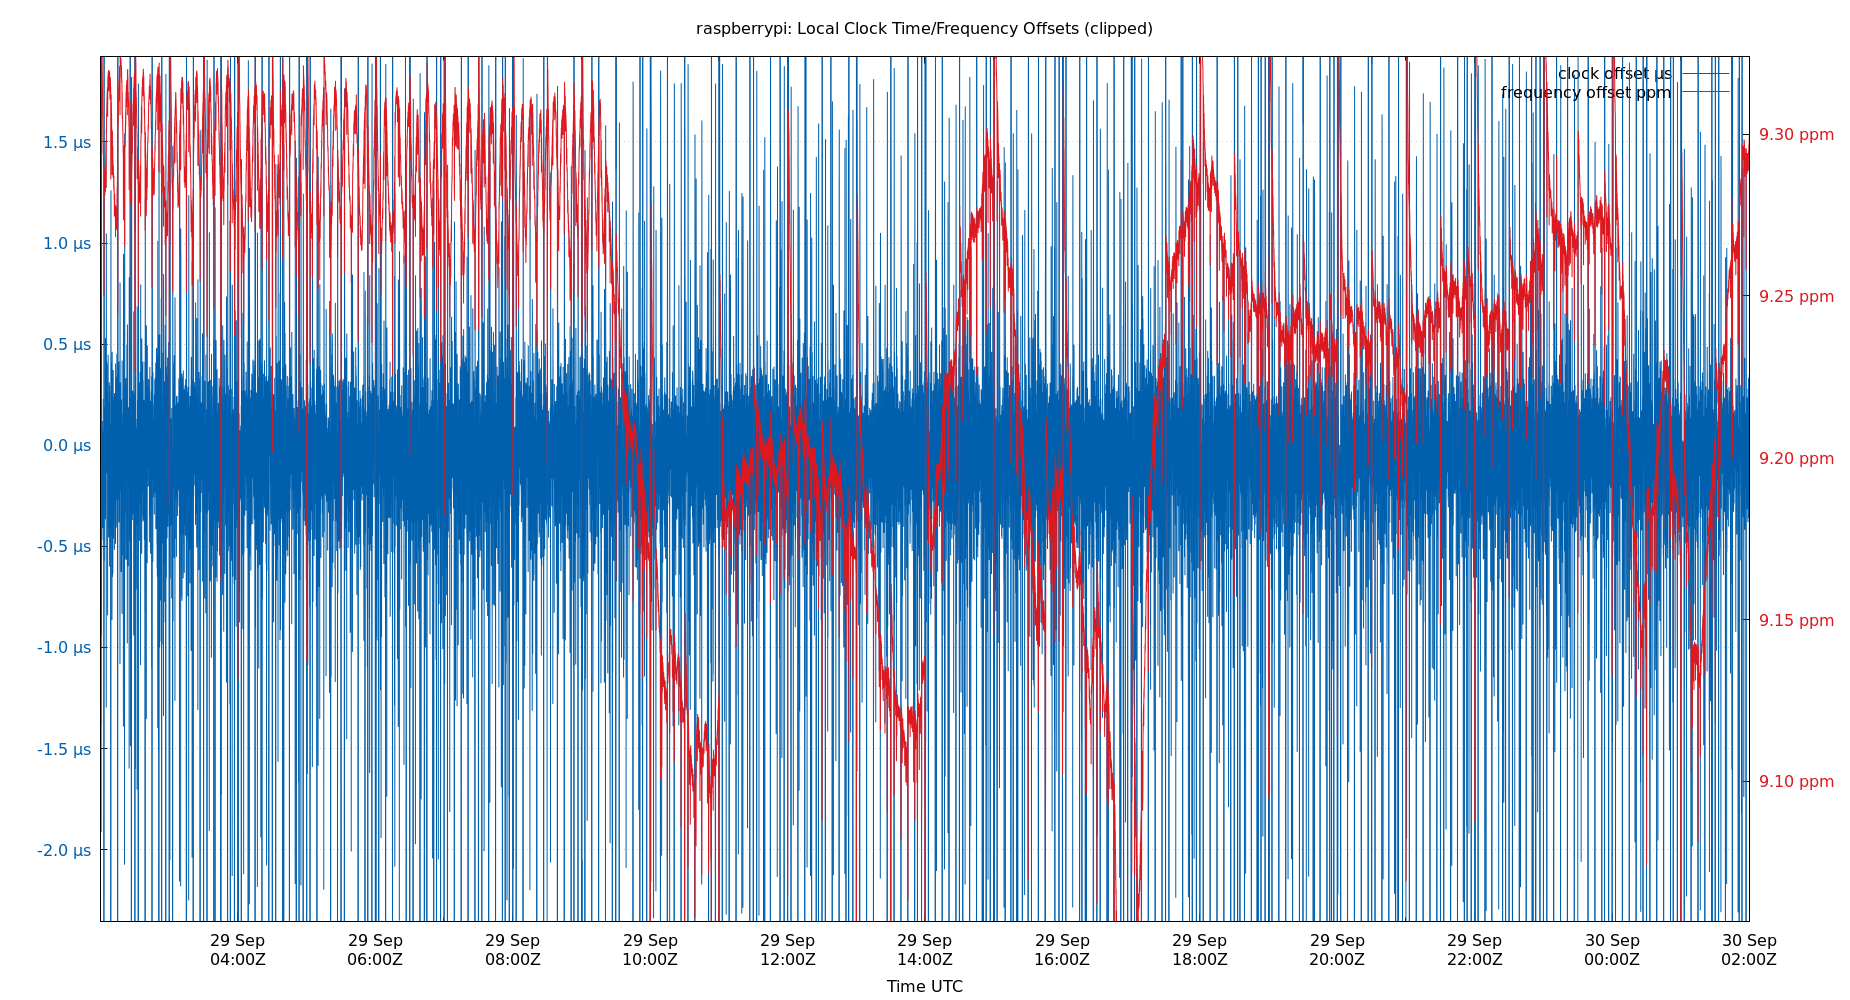 raspberrypi: Local Clock Time/Frequency Offsets (clipped)
clock offset µs
frequency offset ppm
1.5 µs
1.0 µs
0.5 µs
0.0 µs
-0.5 µs
-1.0 µs
-1.5 µs
-2.0 µs
9.30 ppm
9.25 ppm
9.20 ppm
9.15 ppm
9.10 ppm
29 Sep
04:00Z
29 Sep
06:00Z
29 Sep
08:00Z
29 Sep
10:00Z
29 Sep
12:00Z
29 Sep
14:00Z
29 Sep
16:00Z
29 Sep
18:00Z
29 Sep
20:00Z
29 Sep
22:00Z
30 Sep
00:00Z
30 Sep
02:00Z
Time UTC